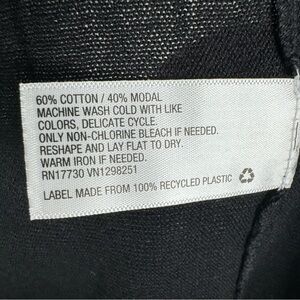 60% COTTON / 40% MODAL
MACHINE WASH COLD WITH LIKE
COLORS, DELICATE CYCLE.
ONLY NON-CHLORINE BLEACH IF NEEDED.
RESHAPE AND LAY FLAT TO DRY.
WARM IRON IF NEEDED.
RN17730 VN1298251
LABEL MADE FROM 100% RECYCLED PLASTIC